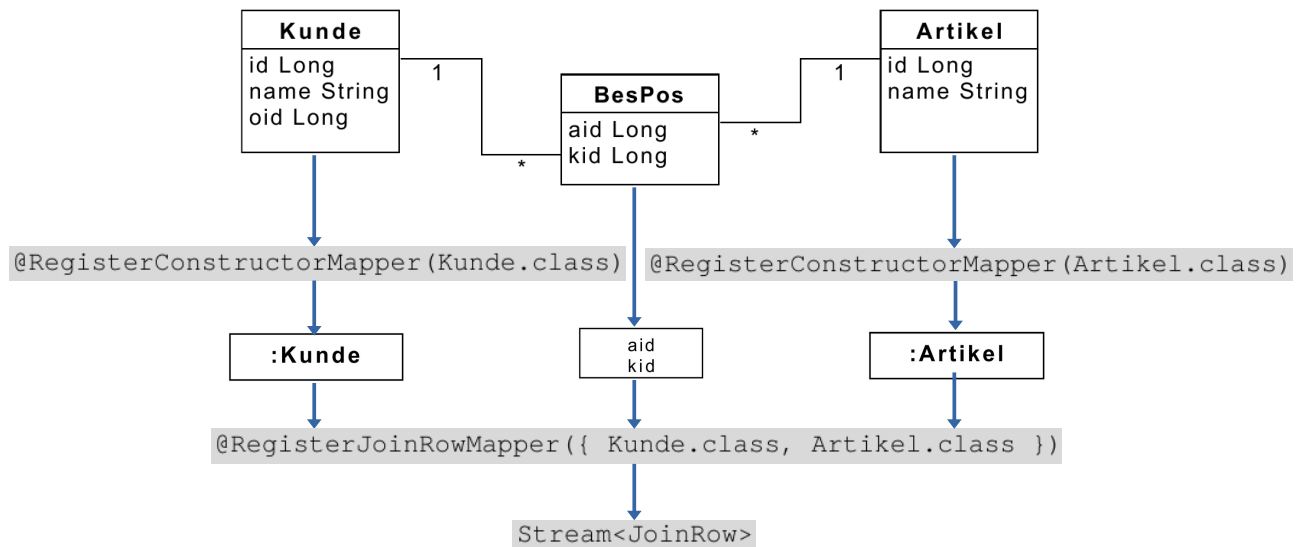 Kunde
id Long
name String
oid Long
1
*
BesPos
aid Long
kid Long
*
1
Artikel
id Long
name String
@RegisterConstructorMapper(Kunde.class)
@RegisterConstructorMapper(Artikel.class)
:Kunde
aid
kid
:Artikel
@RegisterJoinRowMapper({ Kunde.class, Artikel.class })
Stream<JoinRow>